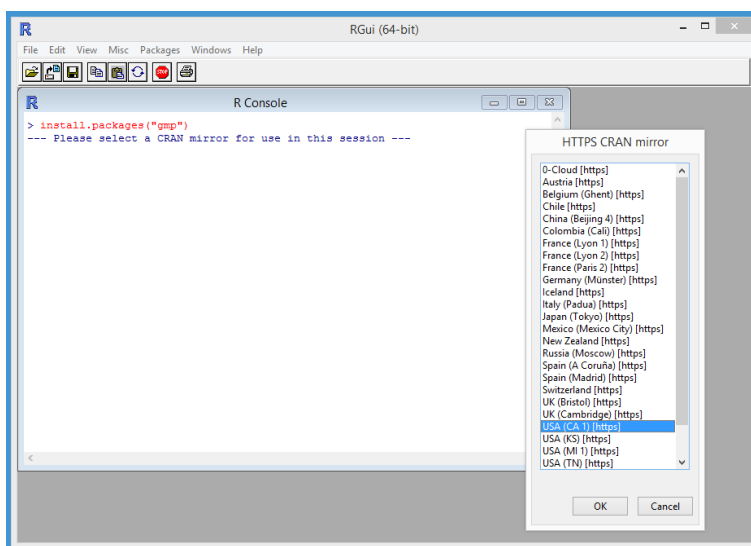 RGui (64-bit)
File Edit View Misc Packages Windows Help
STOP
R Console
> install.packages("gmp")
--- Please select a CRAN mirror for use in this session ---
HTTPS CRAN mirror
0-Cloud [https]
Austria [https]
Belgium (Ghent) [https]
Chile [https]
China (Beijing 4) [https]
Colombia (Cali) [https]
France (Lyon 1) [https]
France (Lyon 2) [https]
France (Paris 2) [https]
Germany (Münster) [https]
Iceland [https]
Italy (Padua) [https]
Japan (Tokyo) [https]
Mexico (Mexico City) [https]
New Zealand [https]
Russia (Moscow) [https]
Spain (A Coruña) [https]
Spain (Madrid) [https]
Switzerland [https]
UK (Bristol) [https]
UK (Cambridge) [https]
USA (CA 1) [https]
USA (KS) [https]
USA (MI 1) [https]
USA (TN) [https]
OK Cancel